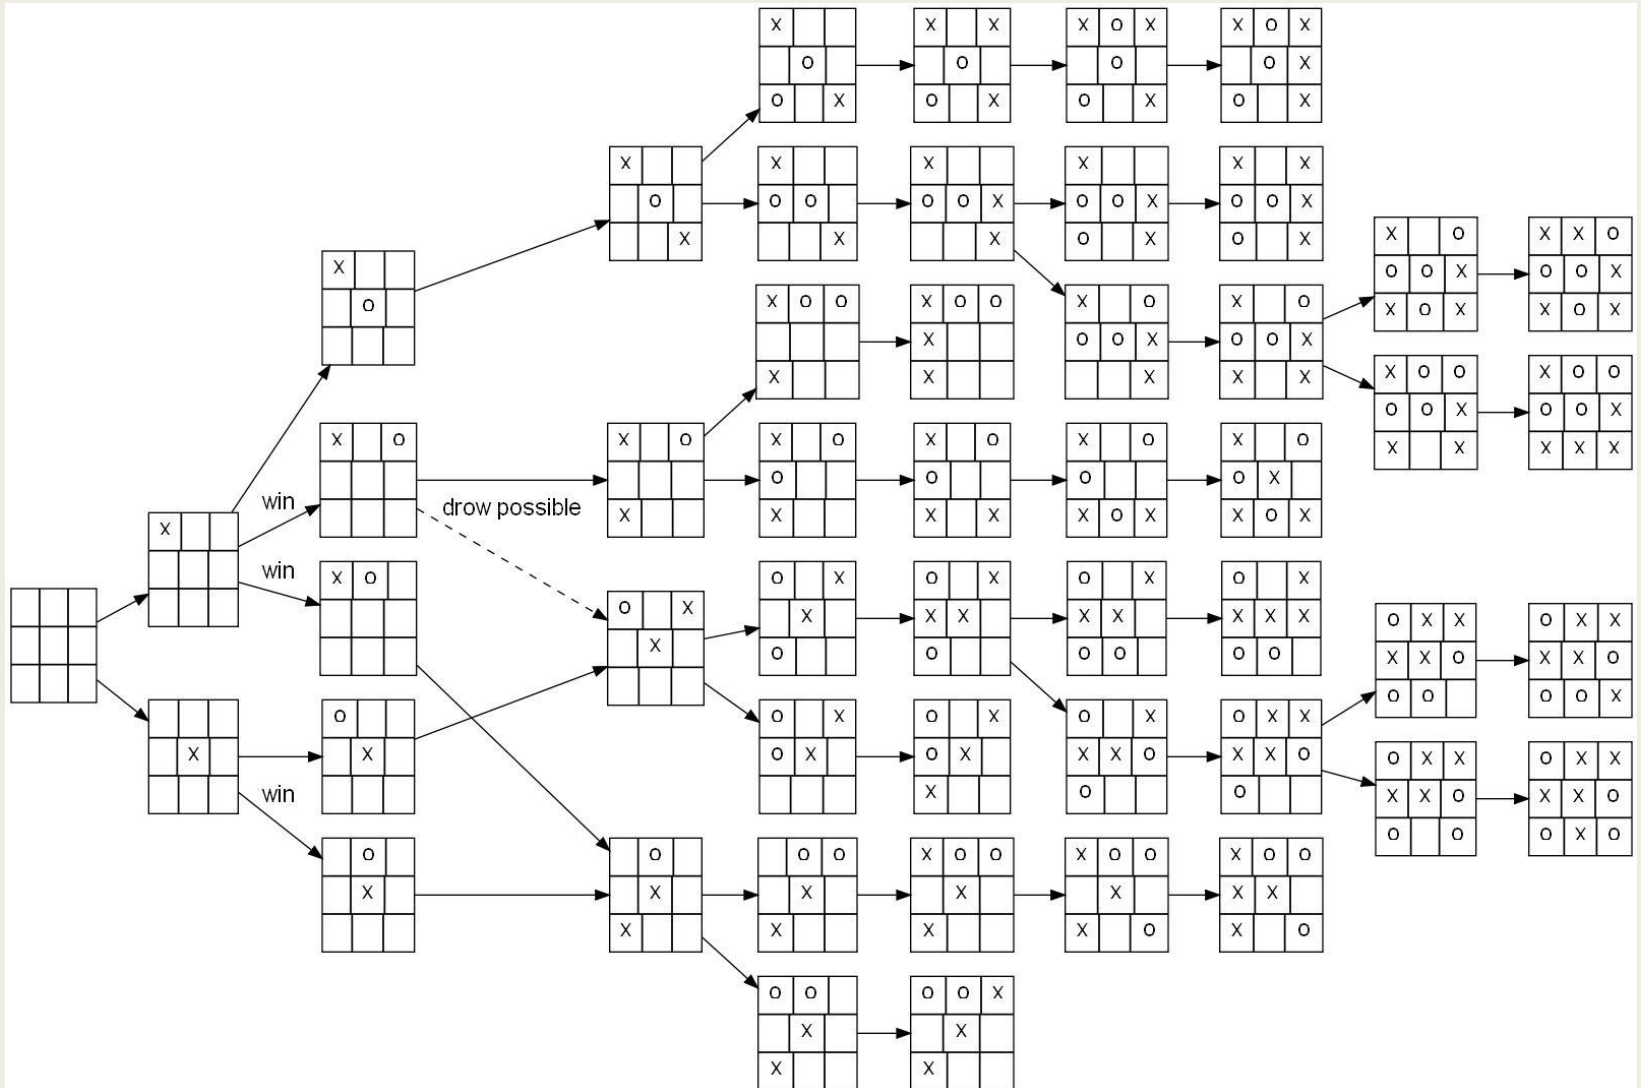 X X X X O X X O X
O O O O X
O X O X O X O X
X X X X X X
O O O O O X O O X O O X
X X X O X O X
X O X X O
X
O O X O O X
O X O O X O O X O X O
X O X X O X
X O O X O O X
X X X X X
X O O X O O
O O X O O X
X O X O X O X O X O X O
X X X X X
O O O O X
win
drow possible
X X X X X O X X O X
X
win
X O O X O X O X O X
O X
X X X X X X X X
O X X O X X
X
O O O O O O
X X O X X O
O O O O X
O O X O X O X O X X
X X O X O X X X O X X O
O X X O X X
win
X O O
X X O X X O
O O O X O
O O O O X O O X O O X O O
X X X X X X X
X X X X O X O
O O O O X
X X
X X